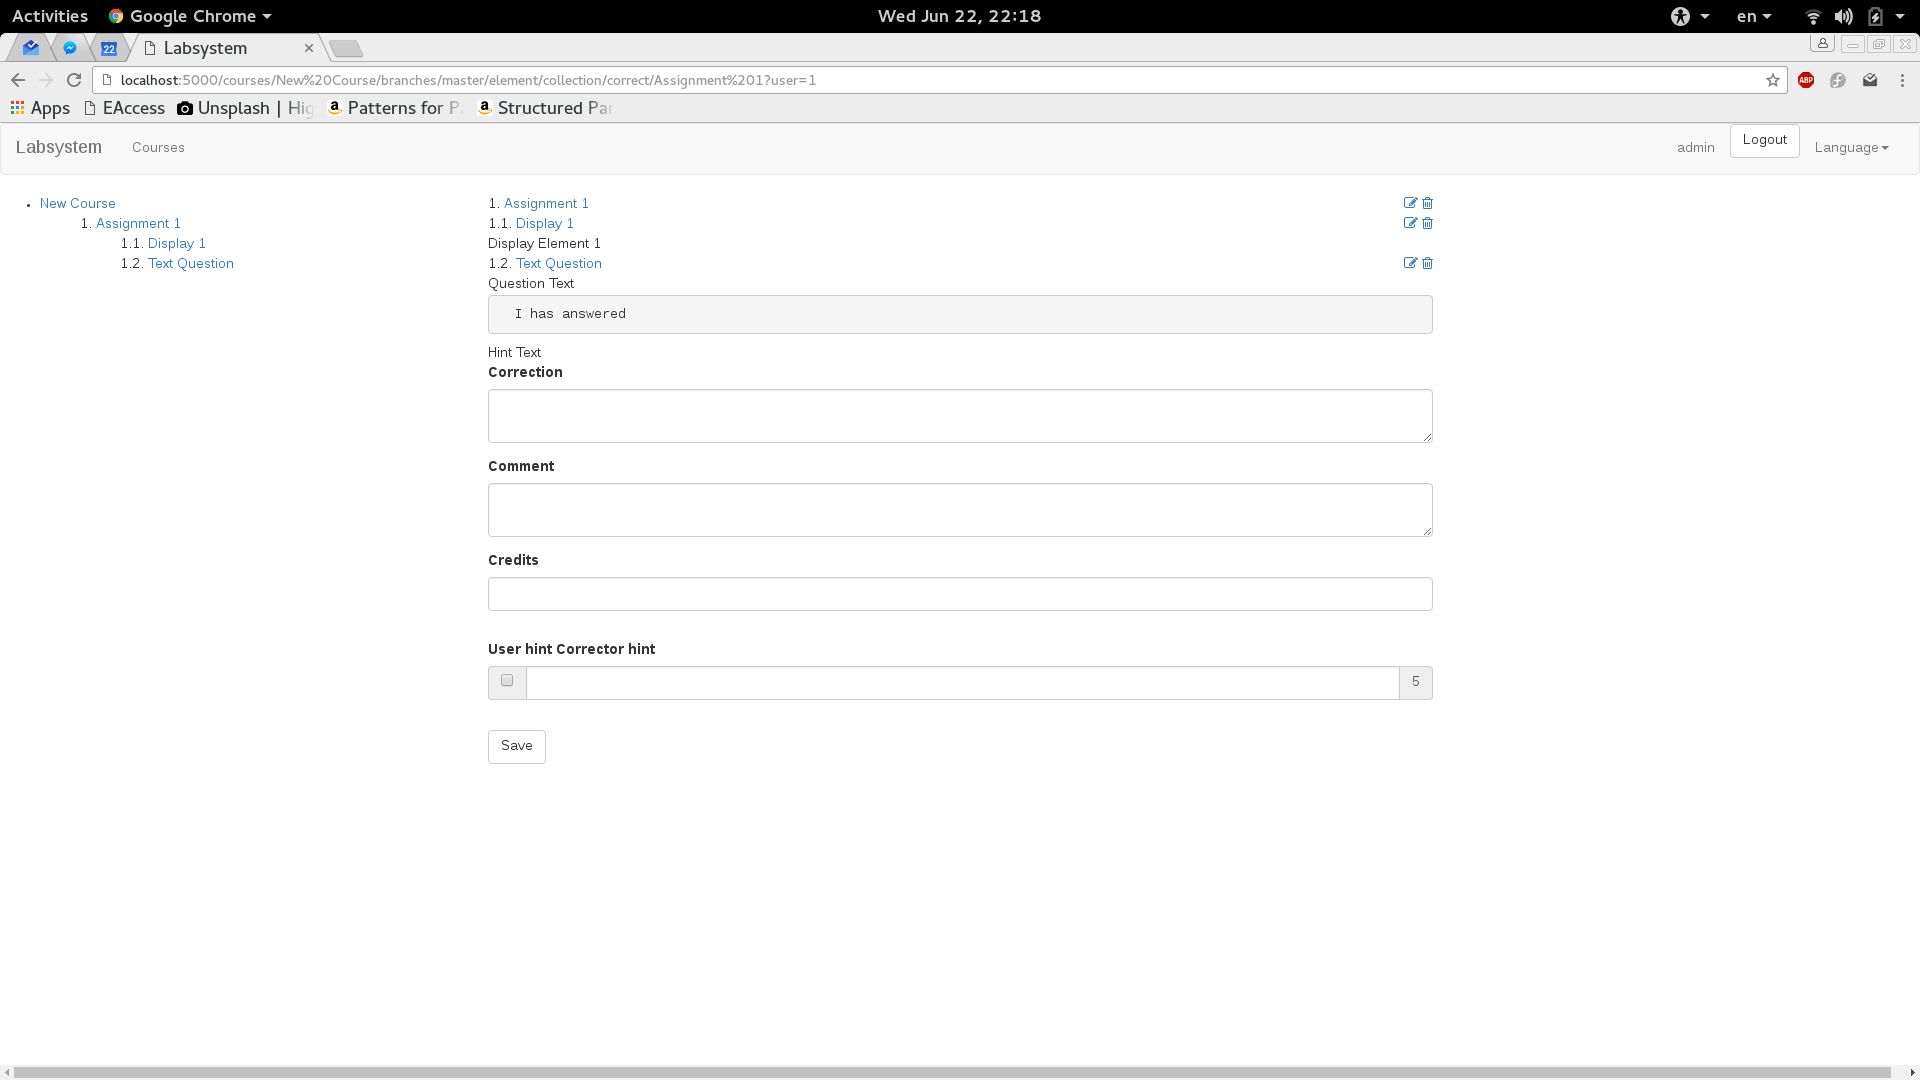 Activities Google Chrome Wed Jun 22, 22:18 en
22 Labsystem
localhost:5000/courses/New%20Course/branches/master/element/collection/correct/Assignment%201?user=1 ABP
Apps EAccess Unsplash | Hig Patterns for P Structured Par
Labsystem Courses admin Logout Language
New Course
1. Assignment 1
1.1. Display 1
1.2. Text Question
1. Assignment 1
1.1. Display 1
Display Element 1
1.2. Text Question
Question Text
I has answered
Hint Text
Correction
Comment
Credits
User hint Corrector hint
5
Save